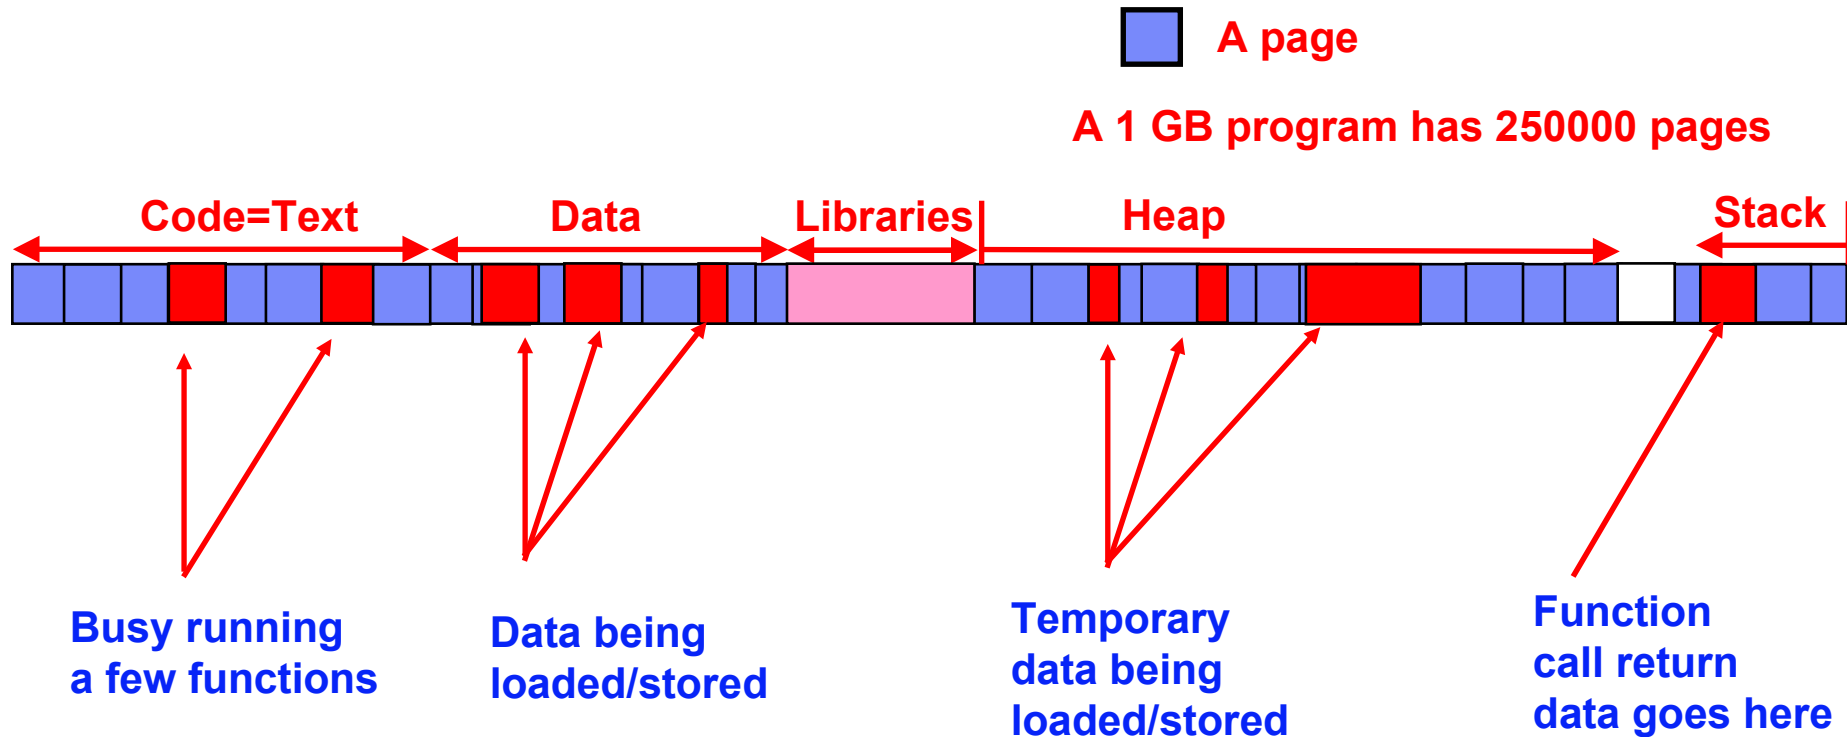 A page
A 1 GB program has 250000 pages
Code=Text
Data
Libraries
Heap
Stack
Busy running
a few functions
Data being
loaded/stored
Temporary
data being
loaded/stored
Function
call return
data goes here